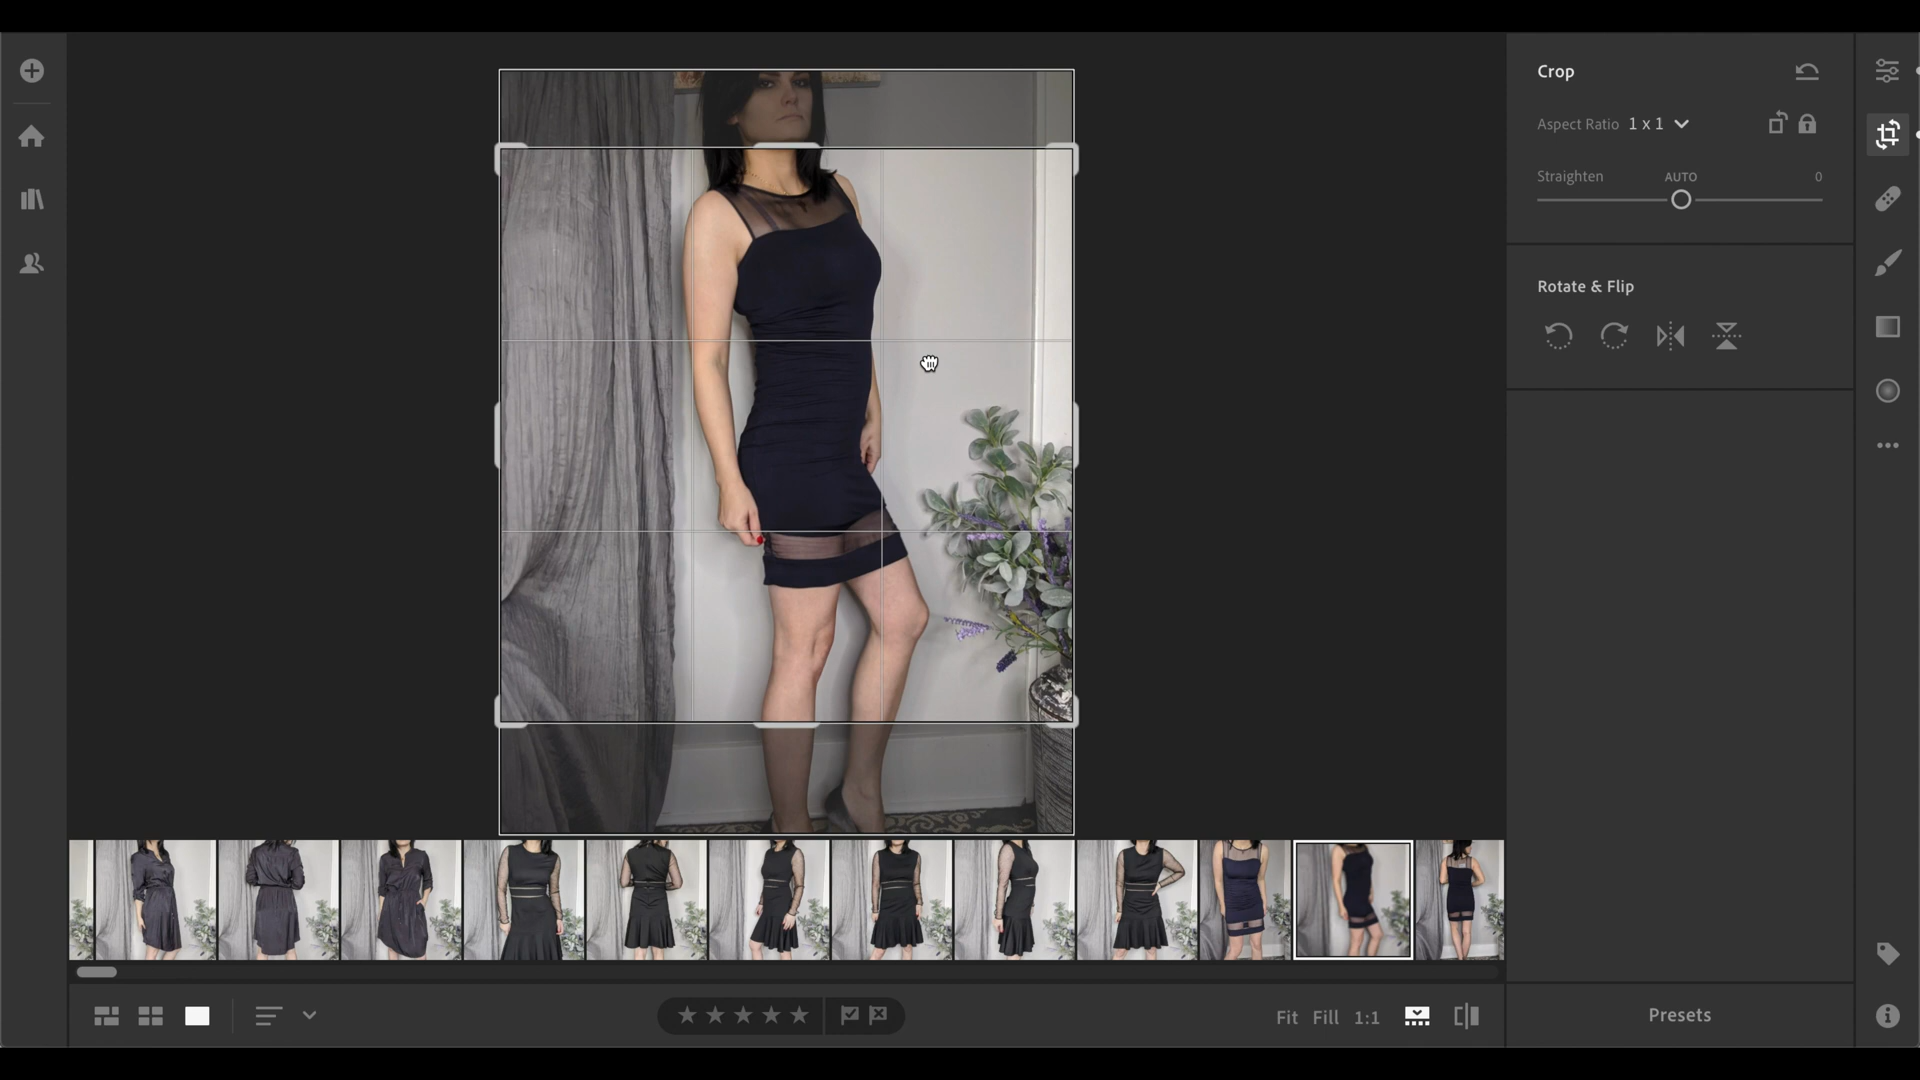 Crop
Aspect Ratio 1 x 1
Straighten AUTO 0
Rotate & Flip
Fit Fill 1:1
Presets